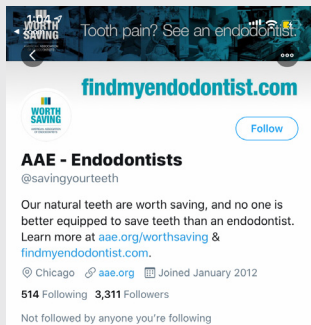 1:04
WORTH
SAVING
Tooth pain? See an endodontist.
findmyendodontist.com
WORTH
SAVING
Follow
AAE - Endodontists
@savingyourteeth
Our natural teeth are worth saving, and no one is
better equipped to save teeth than an endodontist.
Learn more at aae.org/worthsaving &
findmyendodontist.com.
Chicago aae.org Joined January 2012
514 Following 3,311 Followers
Not followed by anyone you're following